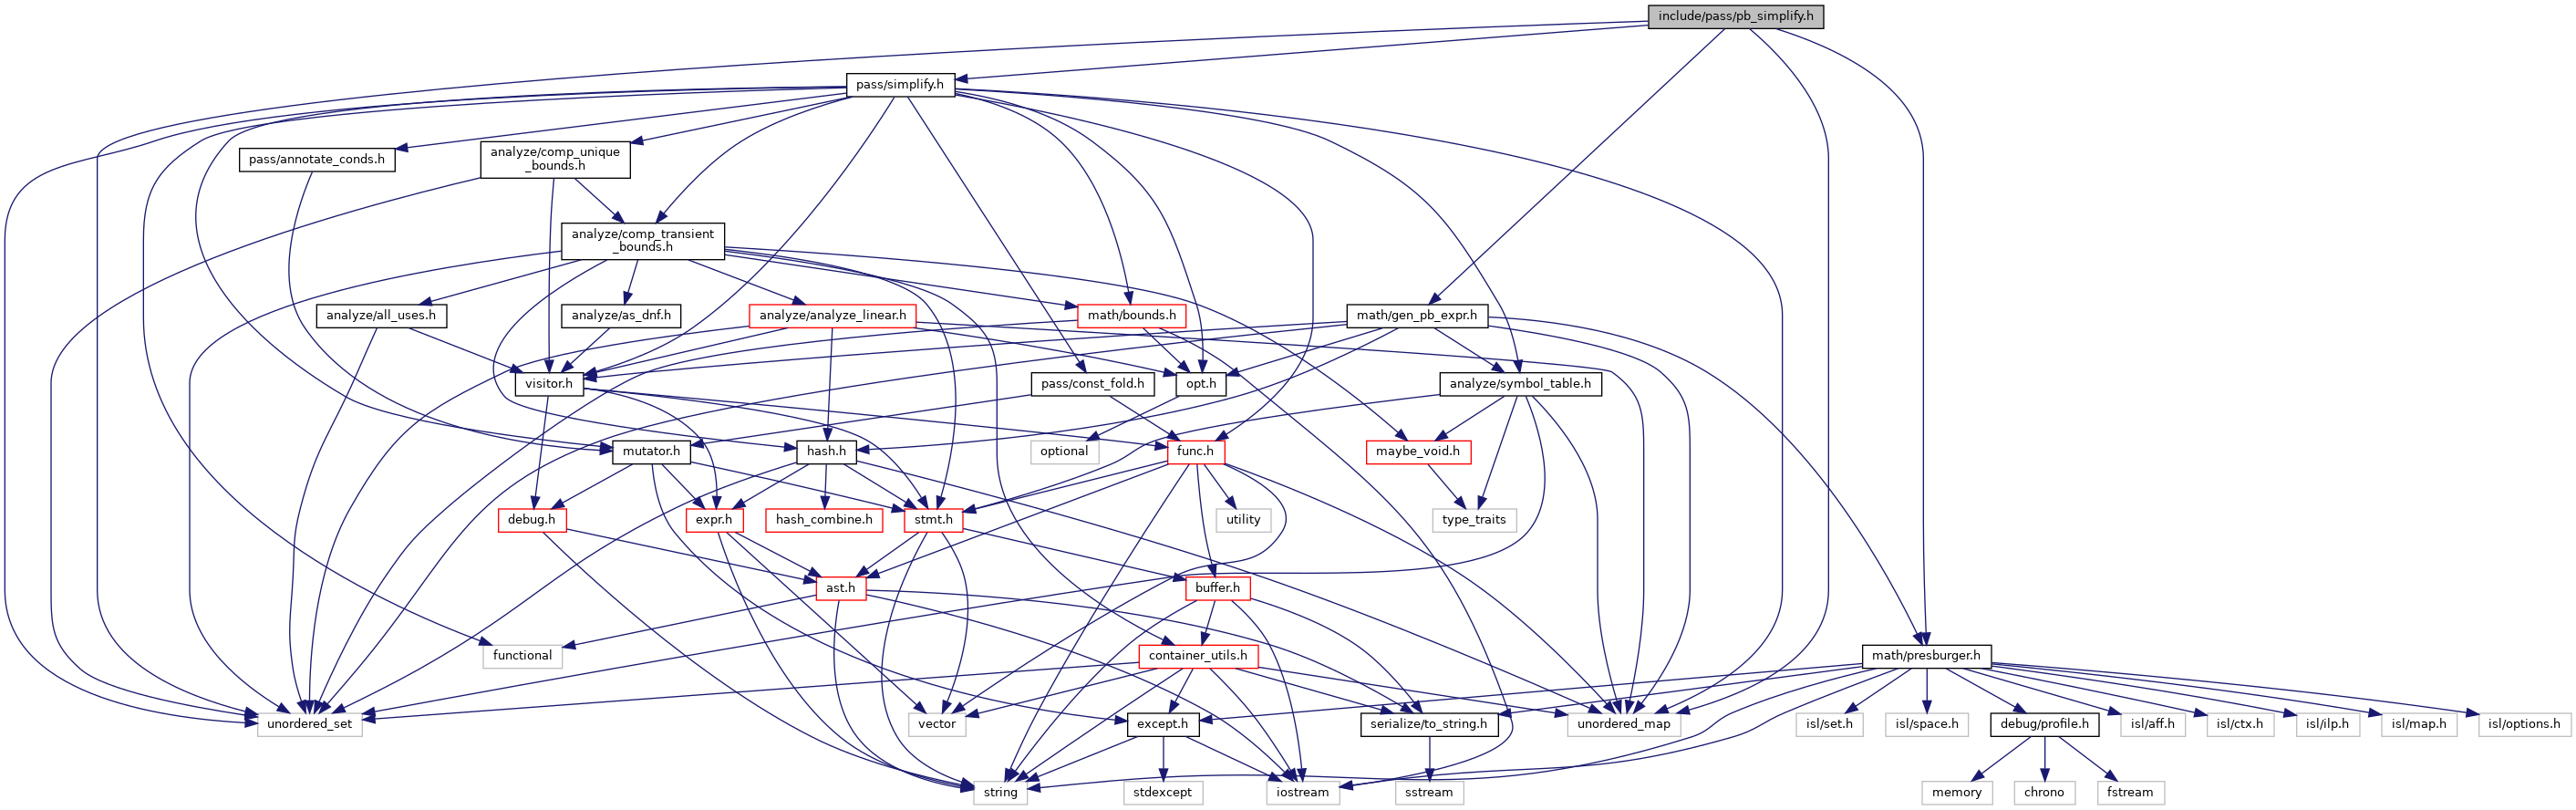 include/pass/pb_simplify.h
pass/simplify.h
pass/annotate_conds.h
analyze/comp_unique
_bounds.h
analyze/comp_transient
_bounds.h
analyze/all_uses.h
analyze/as_dnf.h
analyze/analyze_linear.h
math/bounds.h
math/gen_pb_expr.h
visitor.h
pass/const_fold.h
opt.h
analyze/symbol_table.h
mutator.h
hash.h
optional
func.h
maybe_void.h
debug.h
expr.h
hash_combine.h
stmt.h
utility
type_traits
ast.h
buffer.h
functional
container_utils.h
math/presburger.h
unordered_set
vector
except.h
serialize/to_string.h
unordered_map
isl/set.h
isl/space.h
debug/profile.h
isl/aff.h
isl/ctx.h
isl/ilp.h
isl/map.h
isl/options.h
string
stdexcept
iostream
sstream
memory
chrono
fstream